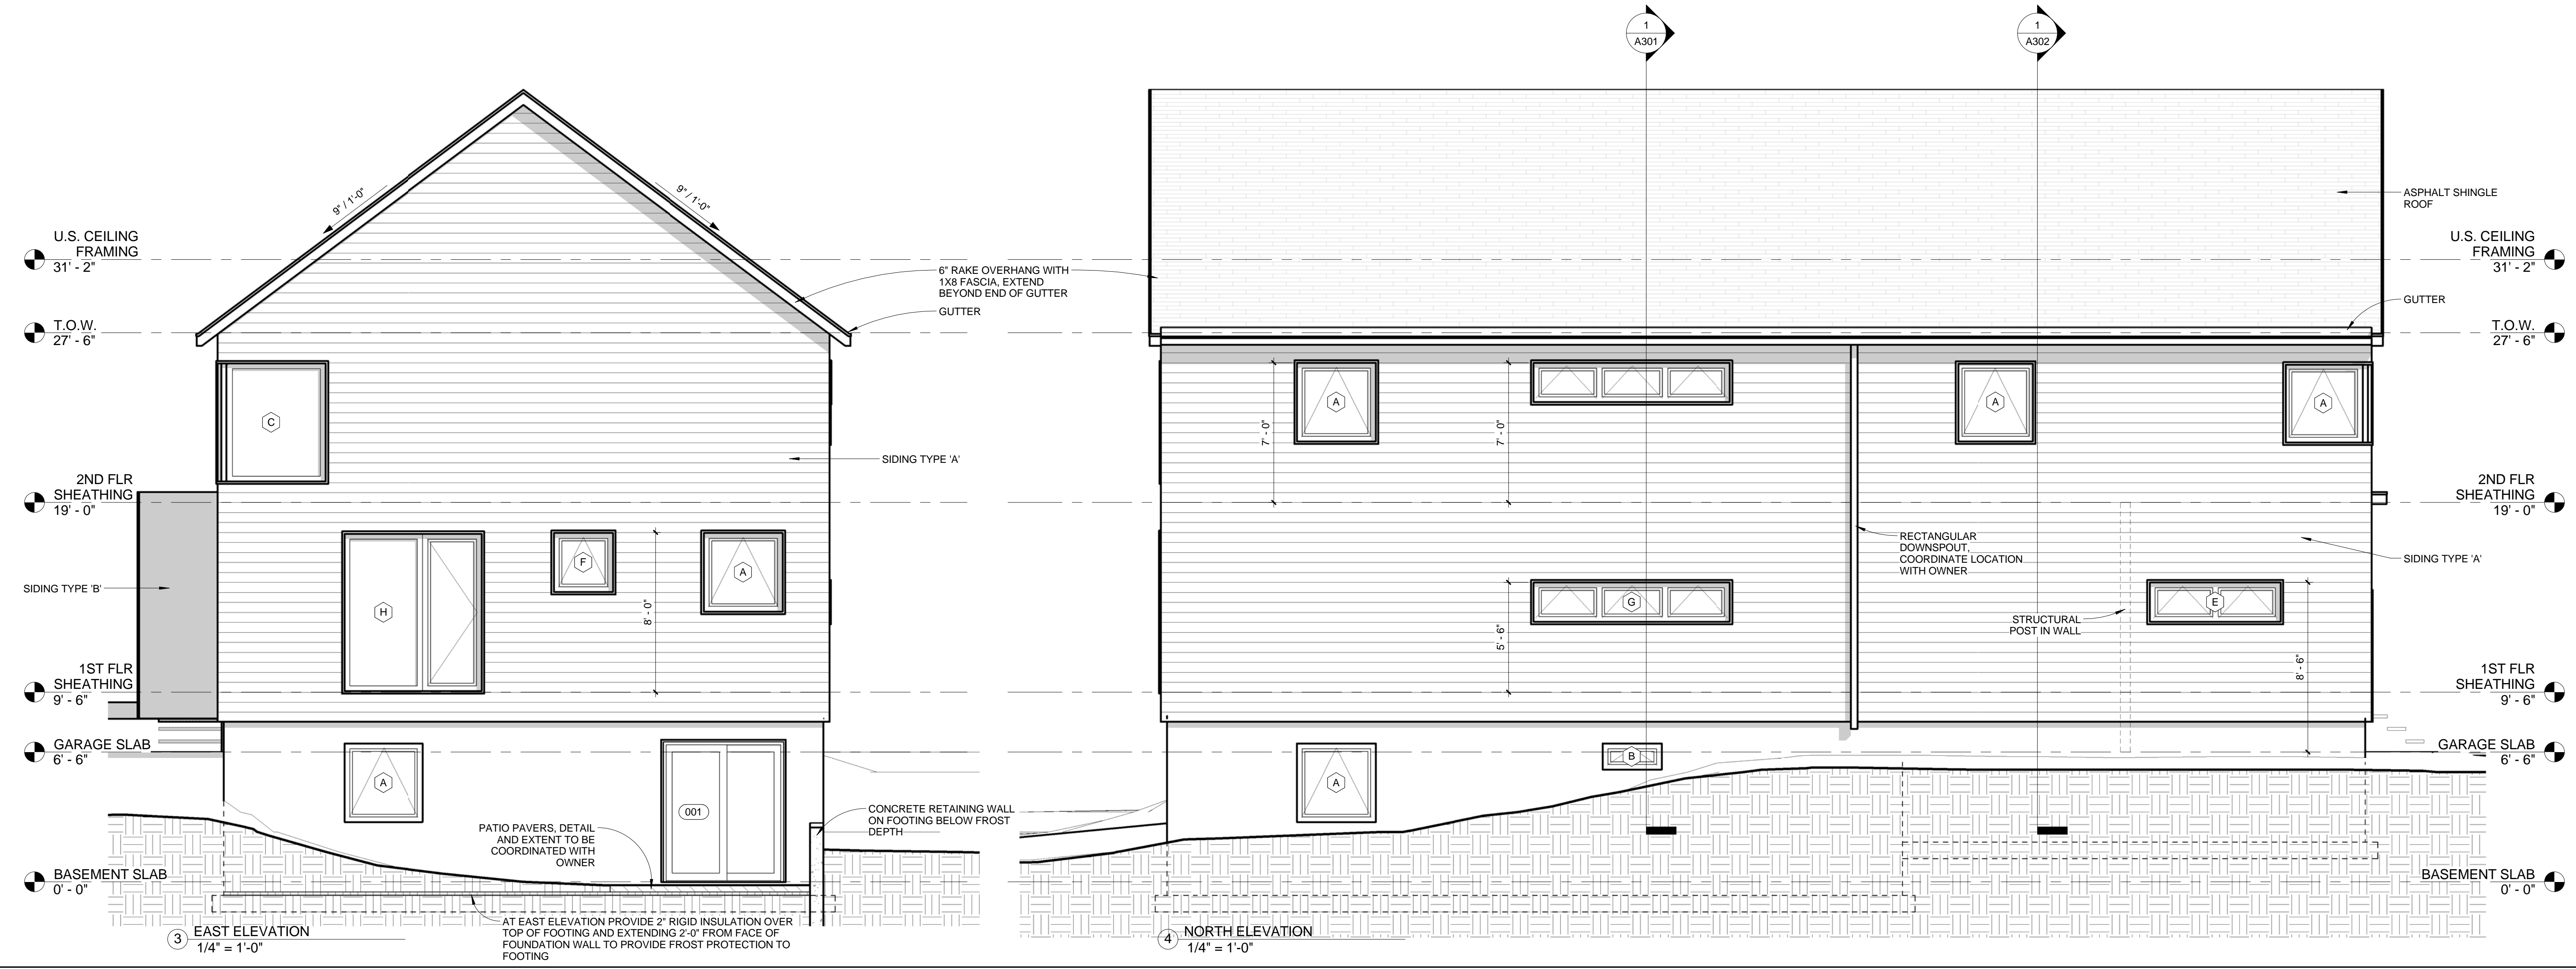 1
A301
1
A302
9" / 1'-0"
9" / 1'-0"
U.S. CEILING
FRAMING
31' - 2"
T.O.W.
27' - 6"
2ND FLR
SHEATHING
19' - 0"
SIDING TYPE 'B'
1ST FLR
SHEATHING
9' - 6"
GARAGE SLAB
6' - 6"
BASEMENT SLAB
0' - 0"
C
H
F
A
8' - 0"
A
001
6" RAKE OVERHANG WITH
1X8 FASCIA, EXTEND
BEYOND END OF GUTTER
GUTTER
SIDING TYPE 'A'
CONCRETE RETAINING WALL
ON FOOTING BELOW FROST
DEPTH
PATIO PAVERS, DETAIL
AND EXTENT TO BE
COORDINATED WITH
OWNER
AT EAST ELEVATION PROVIDE 2" RIGID INSULATION OVER
TOP OF FOOTING AND EXTENDING 2'-0" FROM FACE OF
FOUNDATION WALL TO PROVIDE FROST PROTECTION TO
FOOTING
3
EAST ELEVATION
1/4" = 1'-0"
A
A
A
7' - 0"
7' - 0"
G
E
5' - 6"
8' - 6"
A
B
RECTANGULAR
DOWNSPOUT,
COORDINATE LOCATION
WITH OWNER
STRUCTURAL
POST IN WALL
ASPHALT SHINGLE
ROOF
GUTTER
SIDING TYPE 'A'
U.S. CEILING
FRAMING
31' - 2"
T.O.W.
27' - 6"
2ND FLR
SHEATHING
19' - 0"
1ST FLR
SHEATHING
9' - 6"
GARAGE SLAB
6' - 6"
BASEMENT SLAB
0' - 0"
4
NORTH ELEVATION
1/4" = 1'-0"